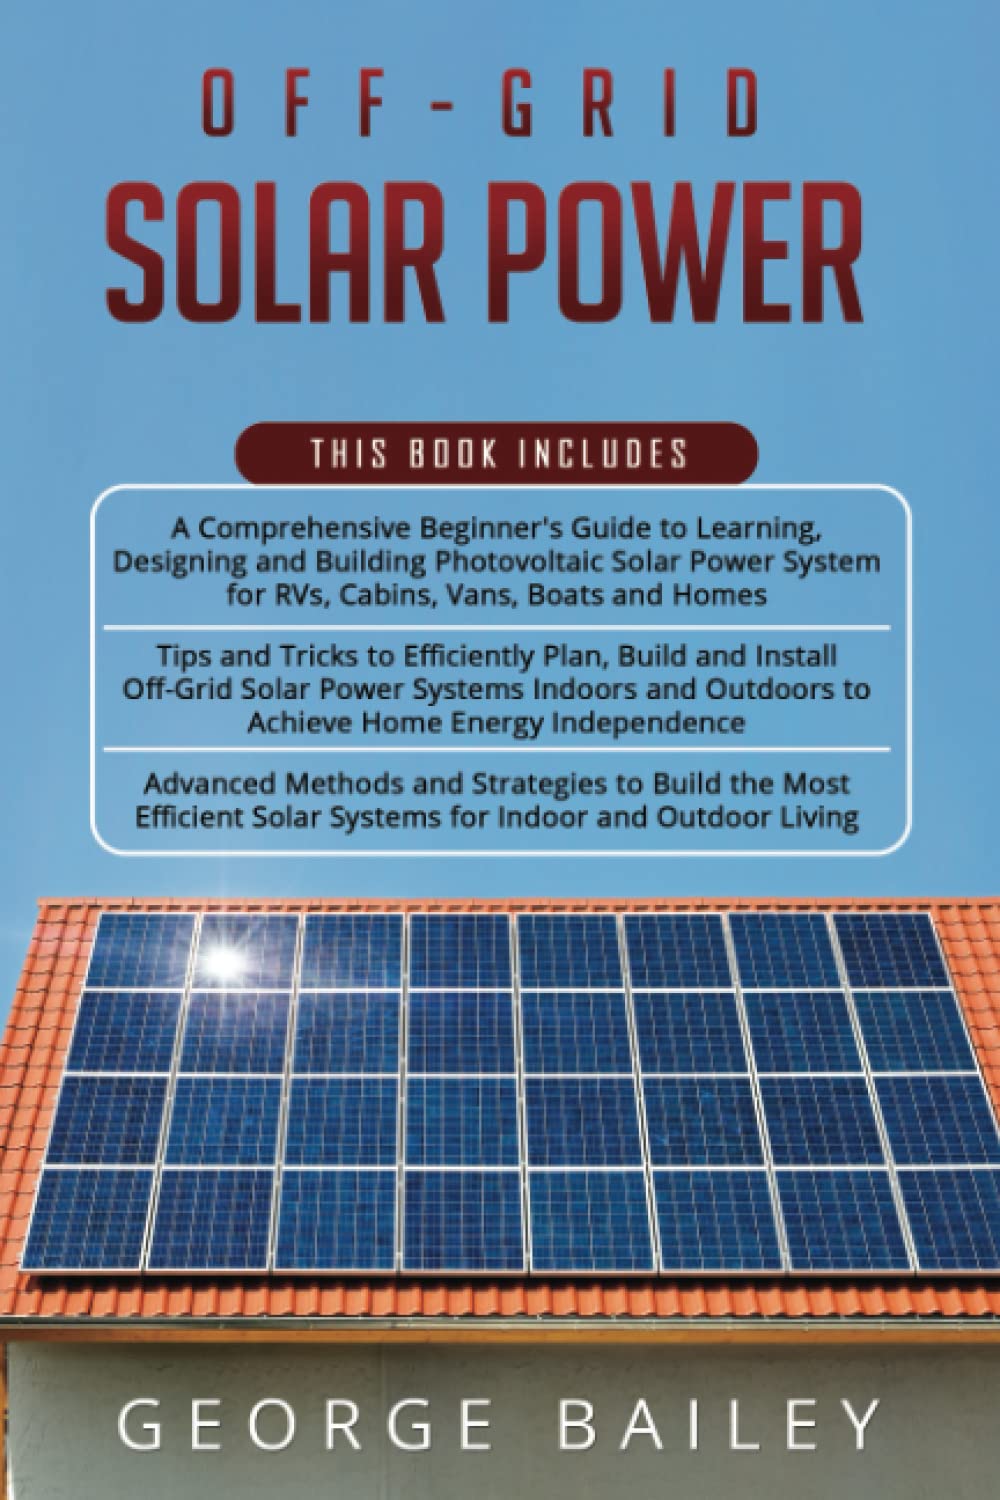 OFF-GRID
SOLAR POWER
THIS BOOK INCLUDES
A Comprehensive Beginner's Guide to Learning,
Designing and Building Photovoltaic Solar Power System
for RVs, Cabins, Vans, Boats and Homes
Tips and Tricks to Efficiently Plan, Build and Install
Off-Grid Solar Power Systems Indoors and Outdoors to
Achieve Home Energy Independence
Advanced Methods and Strategies to Build the Most
Efficient Solar Systems for Indoor and Outdoor Living
GEORGE BAILEY